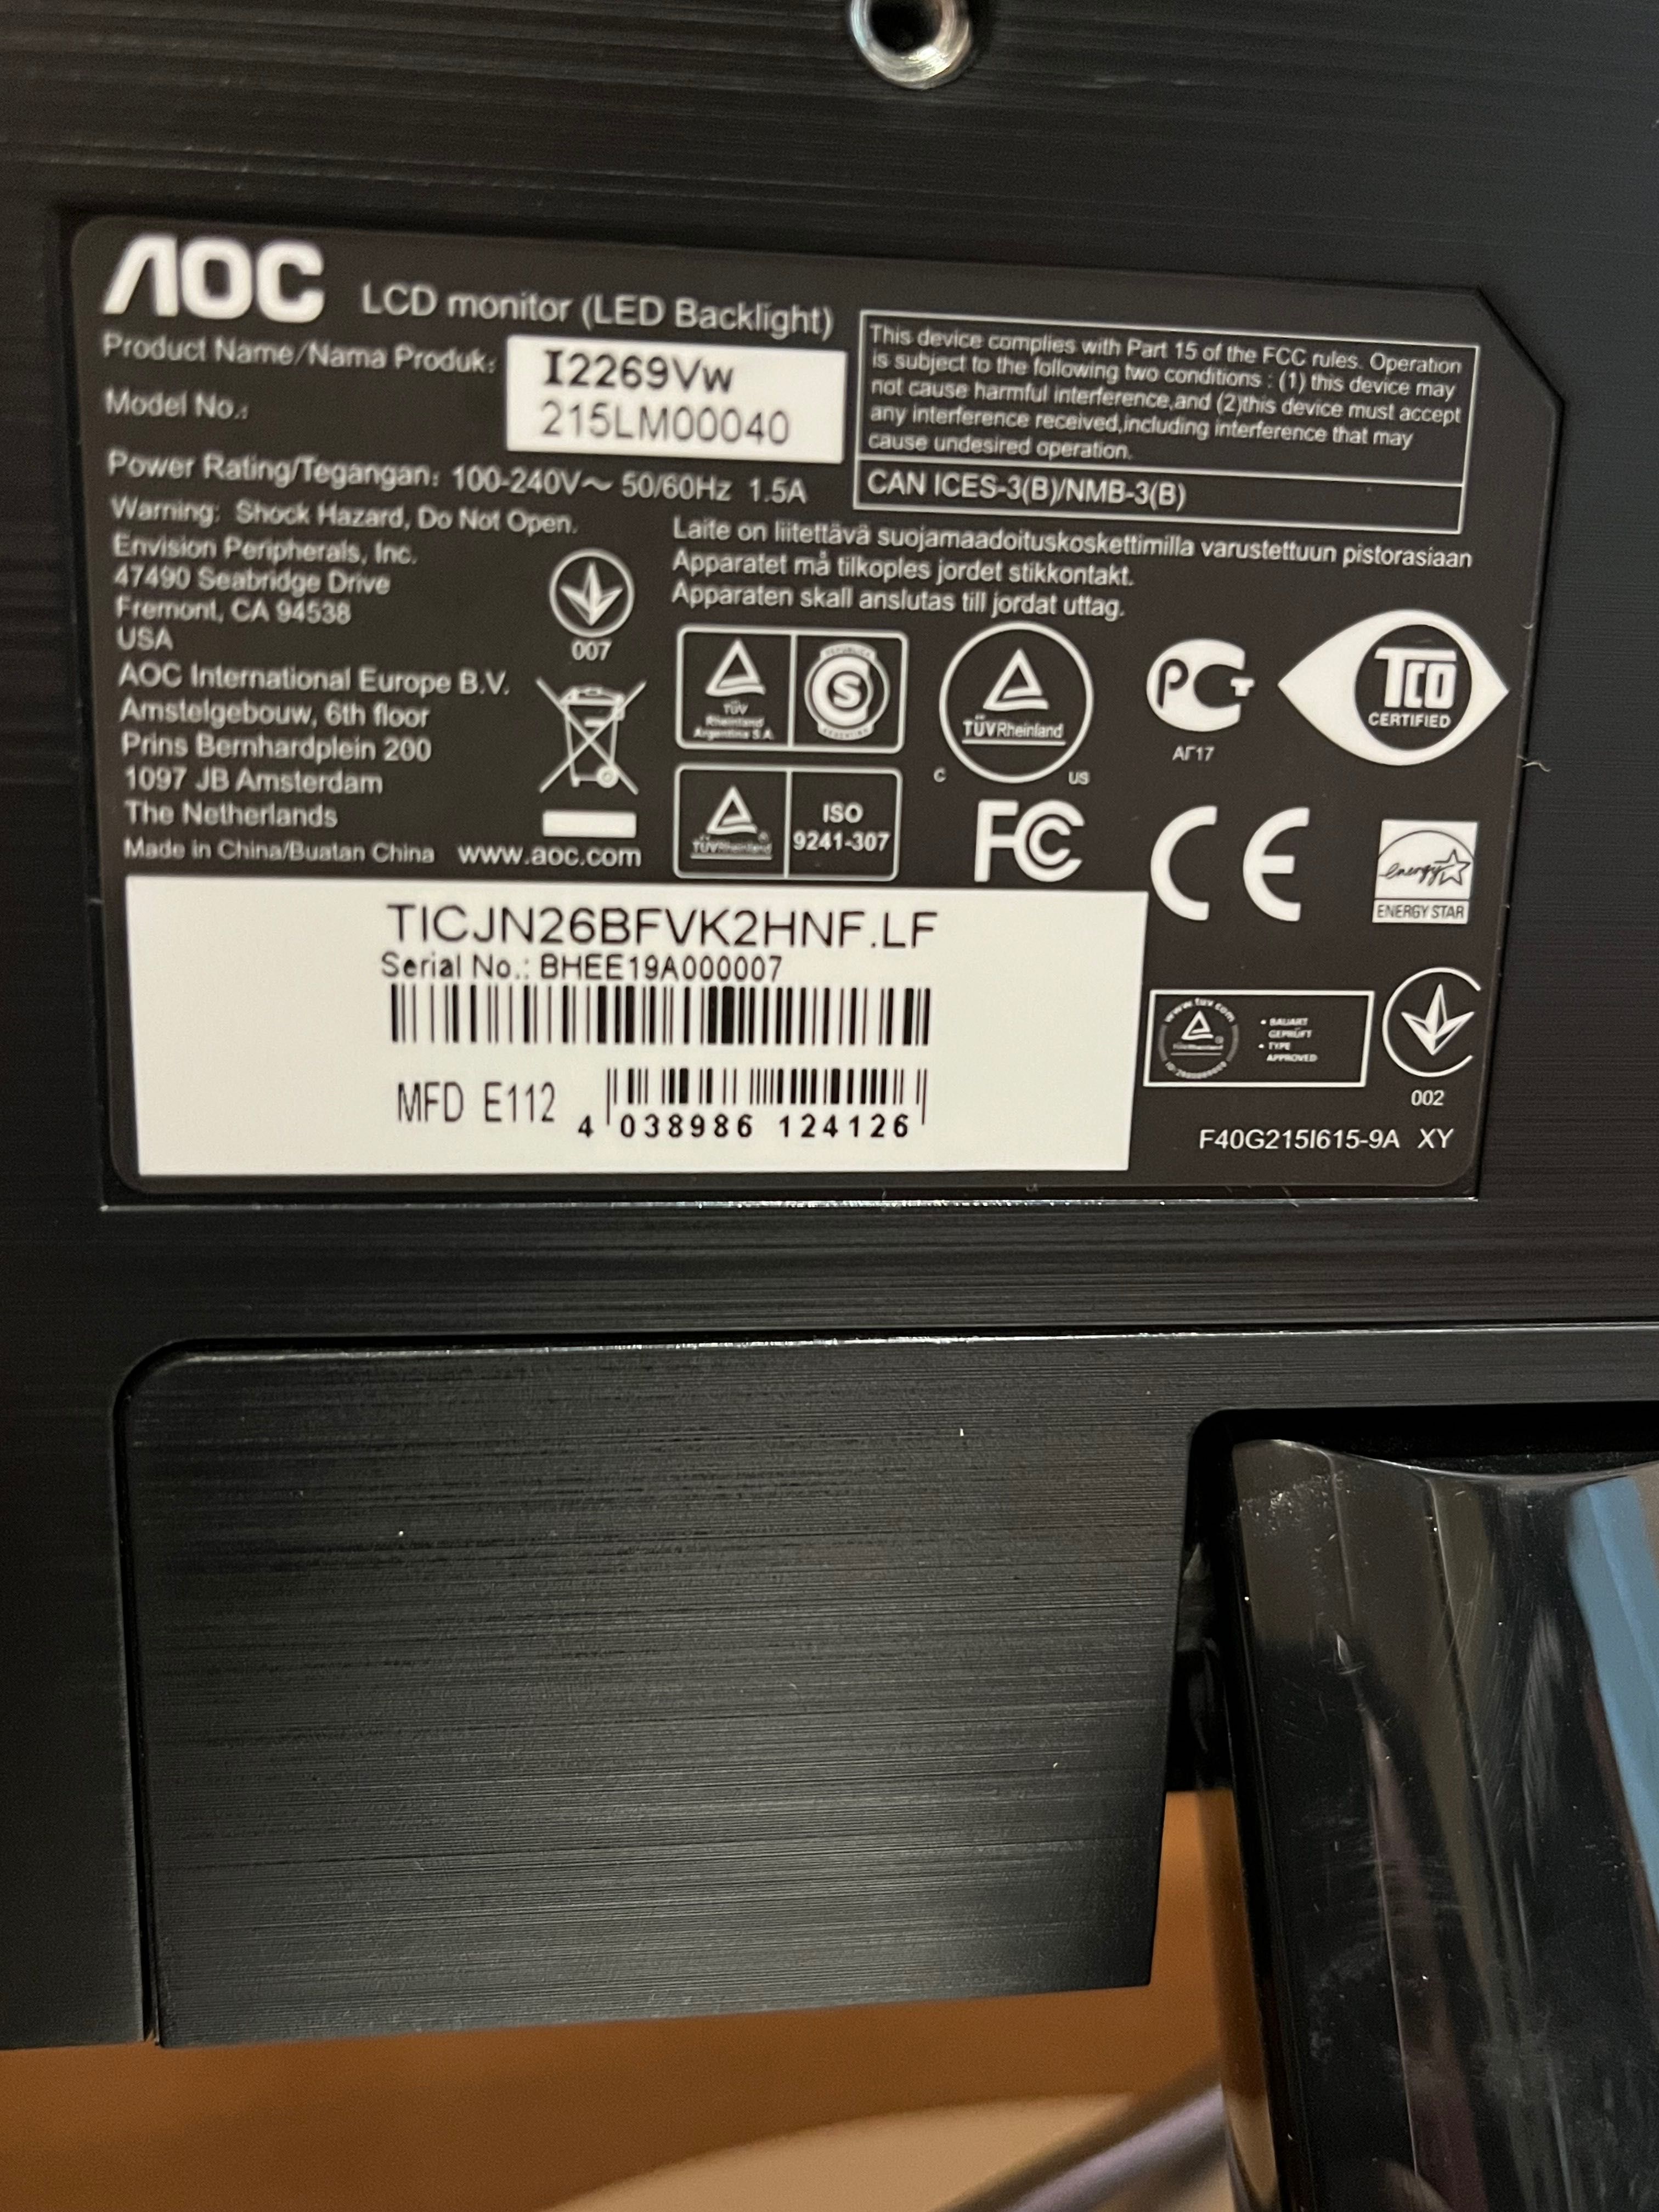 AOC LCD monitor (LED Backlight)
Product Name/Nama Produk: I2269Vw
Model No.: 215LM00040
Power Rating/Tegangan: 100-240V~ 50/60Hz 1.5A
Warning: Shock Hazard, Do Not Open.
Envision Peripherals, Inc.
47490 Seabridge Drive
Fremont, CA 94538
USA
AOC International Europe B.V.
Amstelgebouw, 6th floor
Prins Bernhardplein 200
1097 JB Amsterdam
The Netherlands
Made in China/Buatan China www.aoc.com
007
This device complies with Part 15 of the FCC rules. Operation
is subject to the following two conditions : (1) this device may
not cause harmful interference,and (2)this device must accept
any interference received,including interference that may
cause undesired operation.
CAN ICES-3(B)/NMB-3(B)
Laite on liitettävä suojamaadoituskoskettimilla varustettuun pistorasiaan
Apparatet må tilkoples jordet stikkontakt.
Apparaten skall anslutas till jordat uttag.
TÜV
Rheinland
Argentina S.A.
S
TÜVRheinland
C US
PCT
АГ17
TCO
CERTIFIED
TÜVRheinland
ISO
9241-307
FC
CE
energy
ENERGY STAR
TICJN26BFVK2HNF.LF
Serial No.: BHEE19A000007
MFD E112
4 038986 124126
www.tuv.com
TÜVRheinland
• BAUART
GEPRÜFT
• TYPE
APPROVED
002
F40G215I615-9A XY